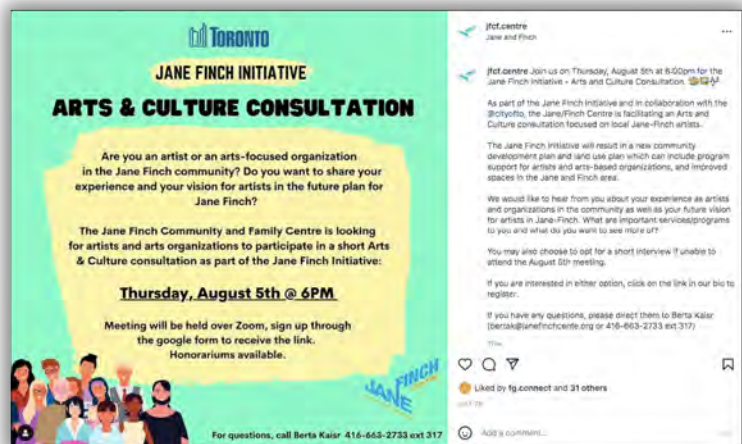 TORONTO
JANE FINCH INITIATIVE
ARTS & CULTURE CONSULTATION
Are you an artist or an arts-focused organization
in the Jane Finch community? Do you want to share your
experience and your vision for artists in the future plan for
Jane Finch?
The Jane Finch Community and Family Centre is looking
for artists and arts organizations to participate in a short Arts
& Culture consultation as part of the Jane Finch Initiative:
Thursday, August 5th @ 6PM
Meeting will be held over Zoom, sign up through
the google form to receive the link.
Honorariums available.
JANE FINCH
For questions, call Berta Kaisr 416-663-2733 ext 317
jfcf.centre
Jane and Finch
jfcf.centre Join us on Thursday, August 5th at 6:00pm for the
Jane Finch Initiative - Arts and Culture Consultation.
As part of the Jane Finch Initiative and in collaboration with the
@cityofto, the Jane/Finch Centre is facilitating an Arts and
Culture consultation focused on local Jane-Finch artists.
The Jane Finch Initiative will result in a new community
development plan and land use plan which can include program
support for artists and arts-based organizations, and improved
spaces in the Jane and Finch area.
We would like to hear from you about your experience as artists
and organizations in the community as well as your future vision
for artists in Jane-Finch. What are important services/programs
to you and what do you want to see more of?
You may also choose to opt for a short interview if unable to
attend the August 5th meeting.
If you are interested in either option, click on the link in our bio to
register.
If you have any questions, please direct them to Berta Kaisr
(bertak@janefinchcente.org or 416-663-2733 ext 317)
Liked by fg.connect and 31 others
Add a comment...